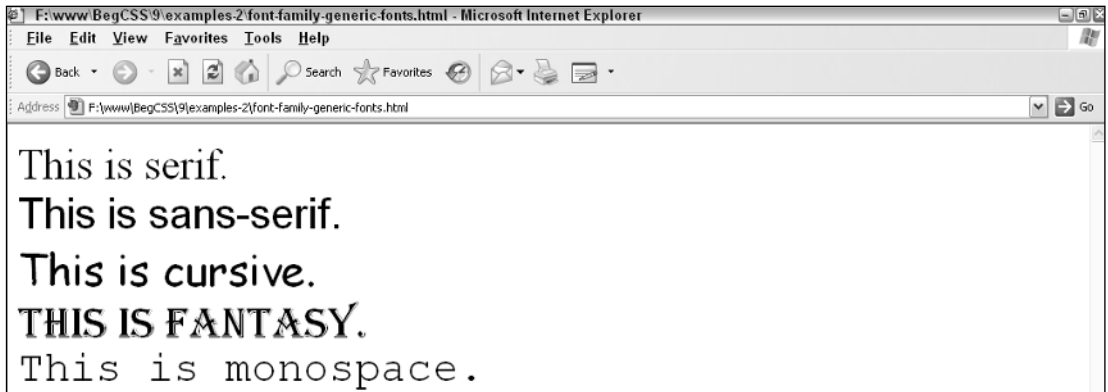 F:\www\BegCSS\9\examples-2\font-family-generic-fonts.html - Microsoft Internet Explorer
File Edit View Favorites Tools Help
Back Search Favorites
Address F:\www\BegCSS\9\examples-2\font-family-generic-fonts.html Go
This is serif.
This is sans-serif.
This is cursive.
THIS IS FANTASY.
This is monospace.